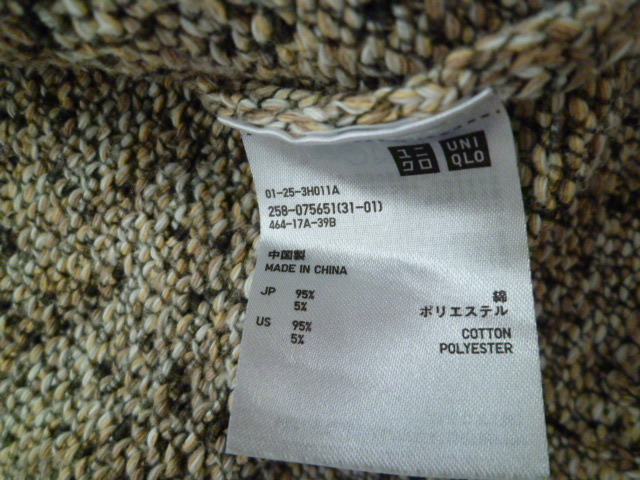 ユニ UNI
クロ QLO
01-25-3H011A
258-075651(31-01)
464-17A-39B
中国製
MADE IN CHINA
JP 95% 綿
5% ポリエステル
US 95% COTTON
5% POLYESTER